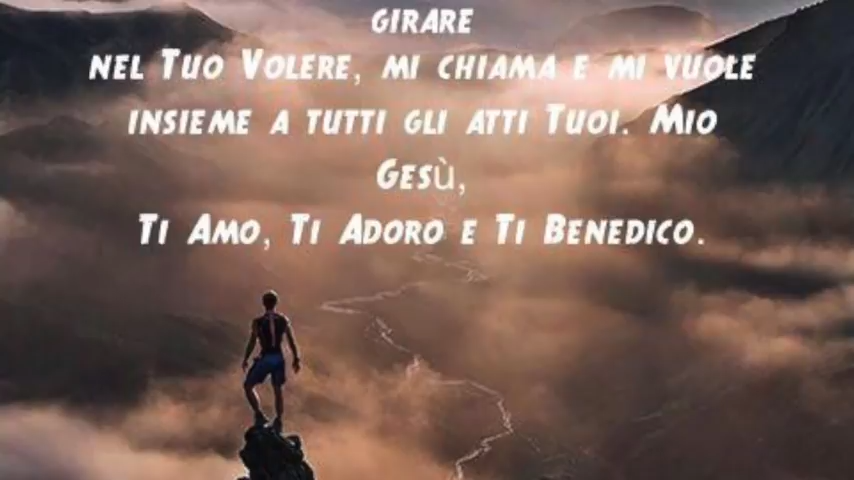 GIRARE
NEL TUO VOLERE, MI CHIAMA E MI VUOLE
INSIEME A TUTTI GLI ATTI TUOI. MIO
GESÙ,
TI AMO, TI ADORO E TI BENEDICO.